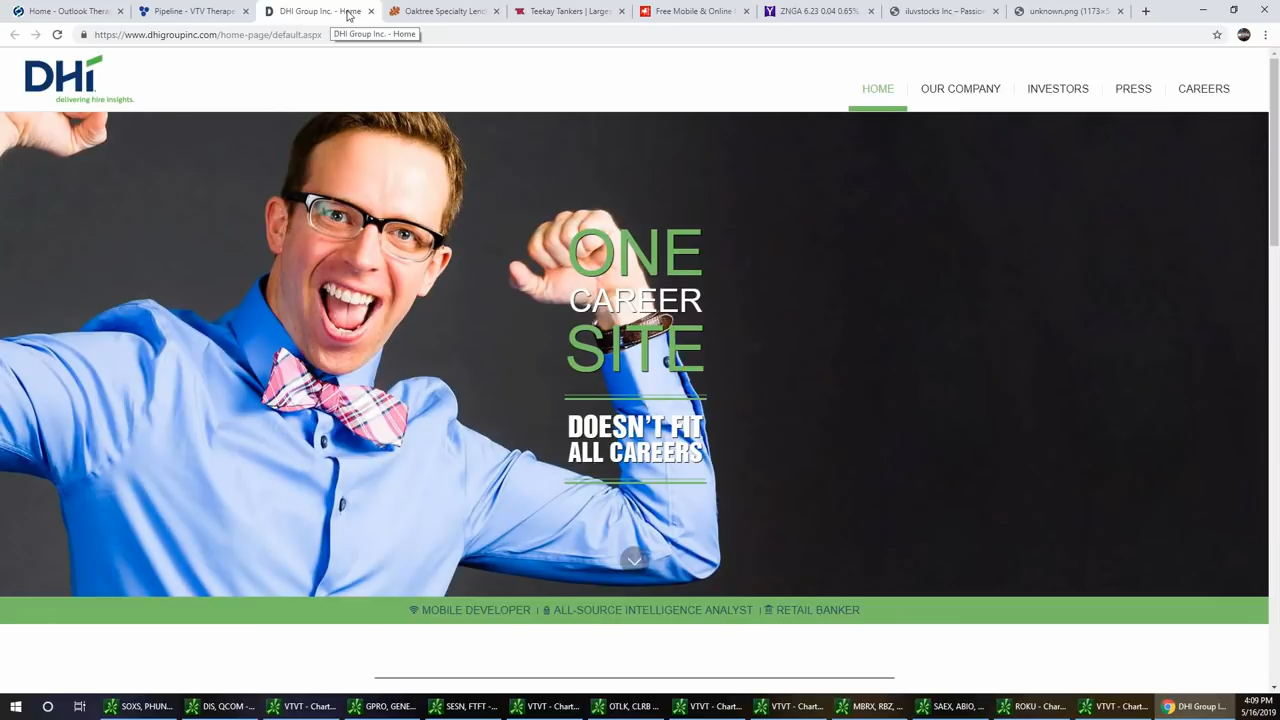 Home - Outlook Thera
Pipeline - VTV Therape
DHI Group Inc. - Home
Oaktree Specialty Lend
Teekay Tankers | Larges
Free Mobile & Online
ZNGA 6.23 0.04 0.65%
iluvstocks Inc – Passion
unknown.png (1173×5
https://www.dhigroupinc.com/home-page/default.aspx
DHI Group Inc. - Home
DHI
delivering hire insights.
HOME
OUR COMPANY
INVESTORS
PRESS
CAREERS
ONE
CAREER
SITE
DOESN'T FIT
ALL CAREERS
MOBILE DEVELOPER | ALL-SOURCE INTELLIGENCE ANALYST | RETAIL BANKER
SOXS, PHUN...
DIS, QCOM -...
VTVT - Chart...
GPRO, GENE...
SESN, FTFT -...
VTVT - Chart...
OTLK, CLRB ...
VTVT - Chart...
VTVT - Chart...
MBRX, RBZ, ...
SAEX, ABIO, ...
ROKU - Chart...
VTVT - Chart...
DHI Group I...
4:09 PM
5/16/2019